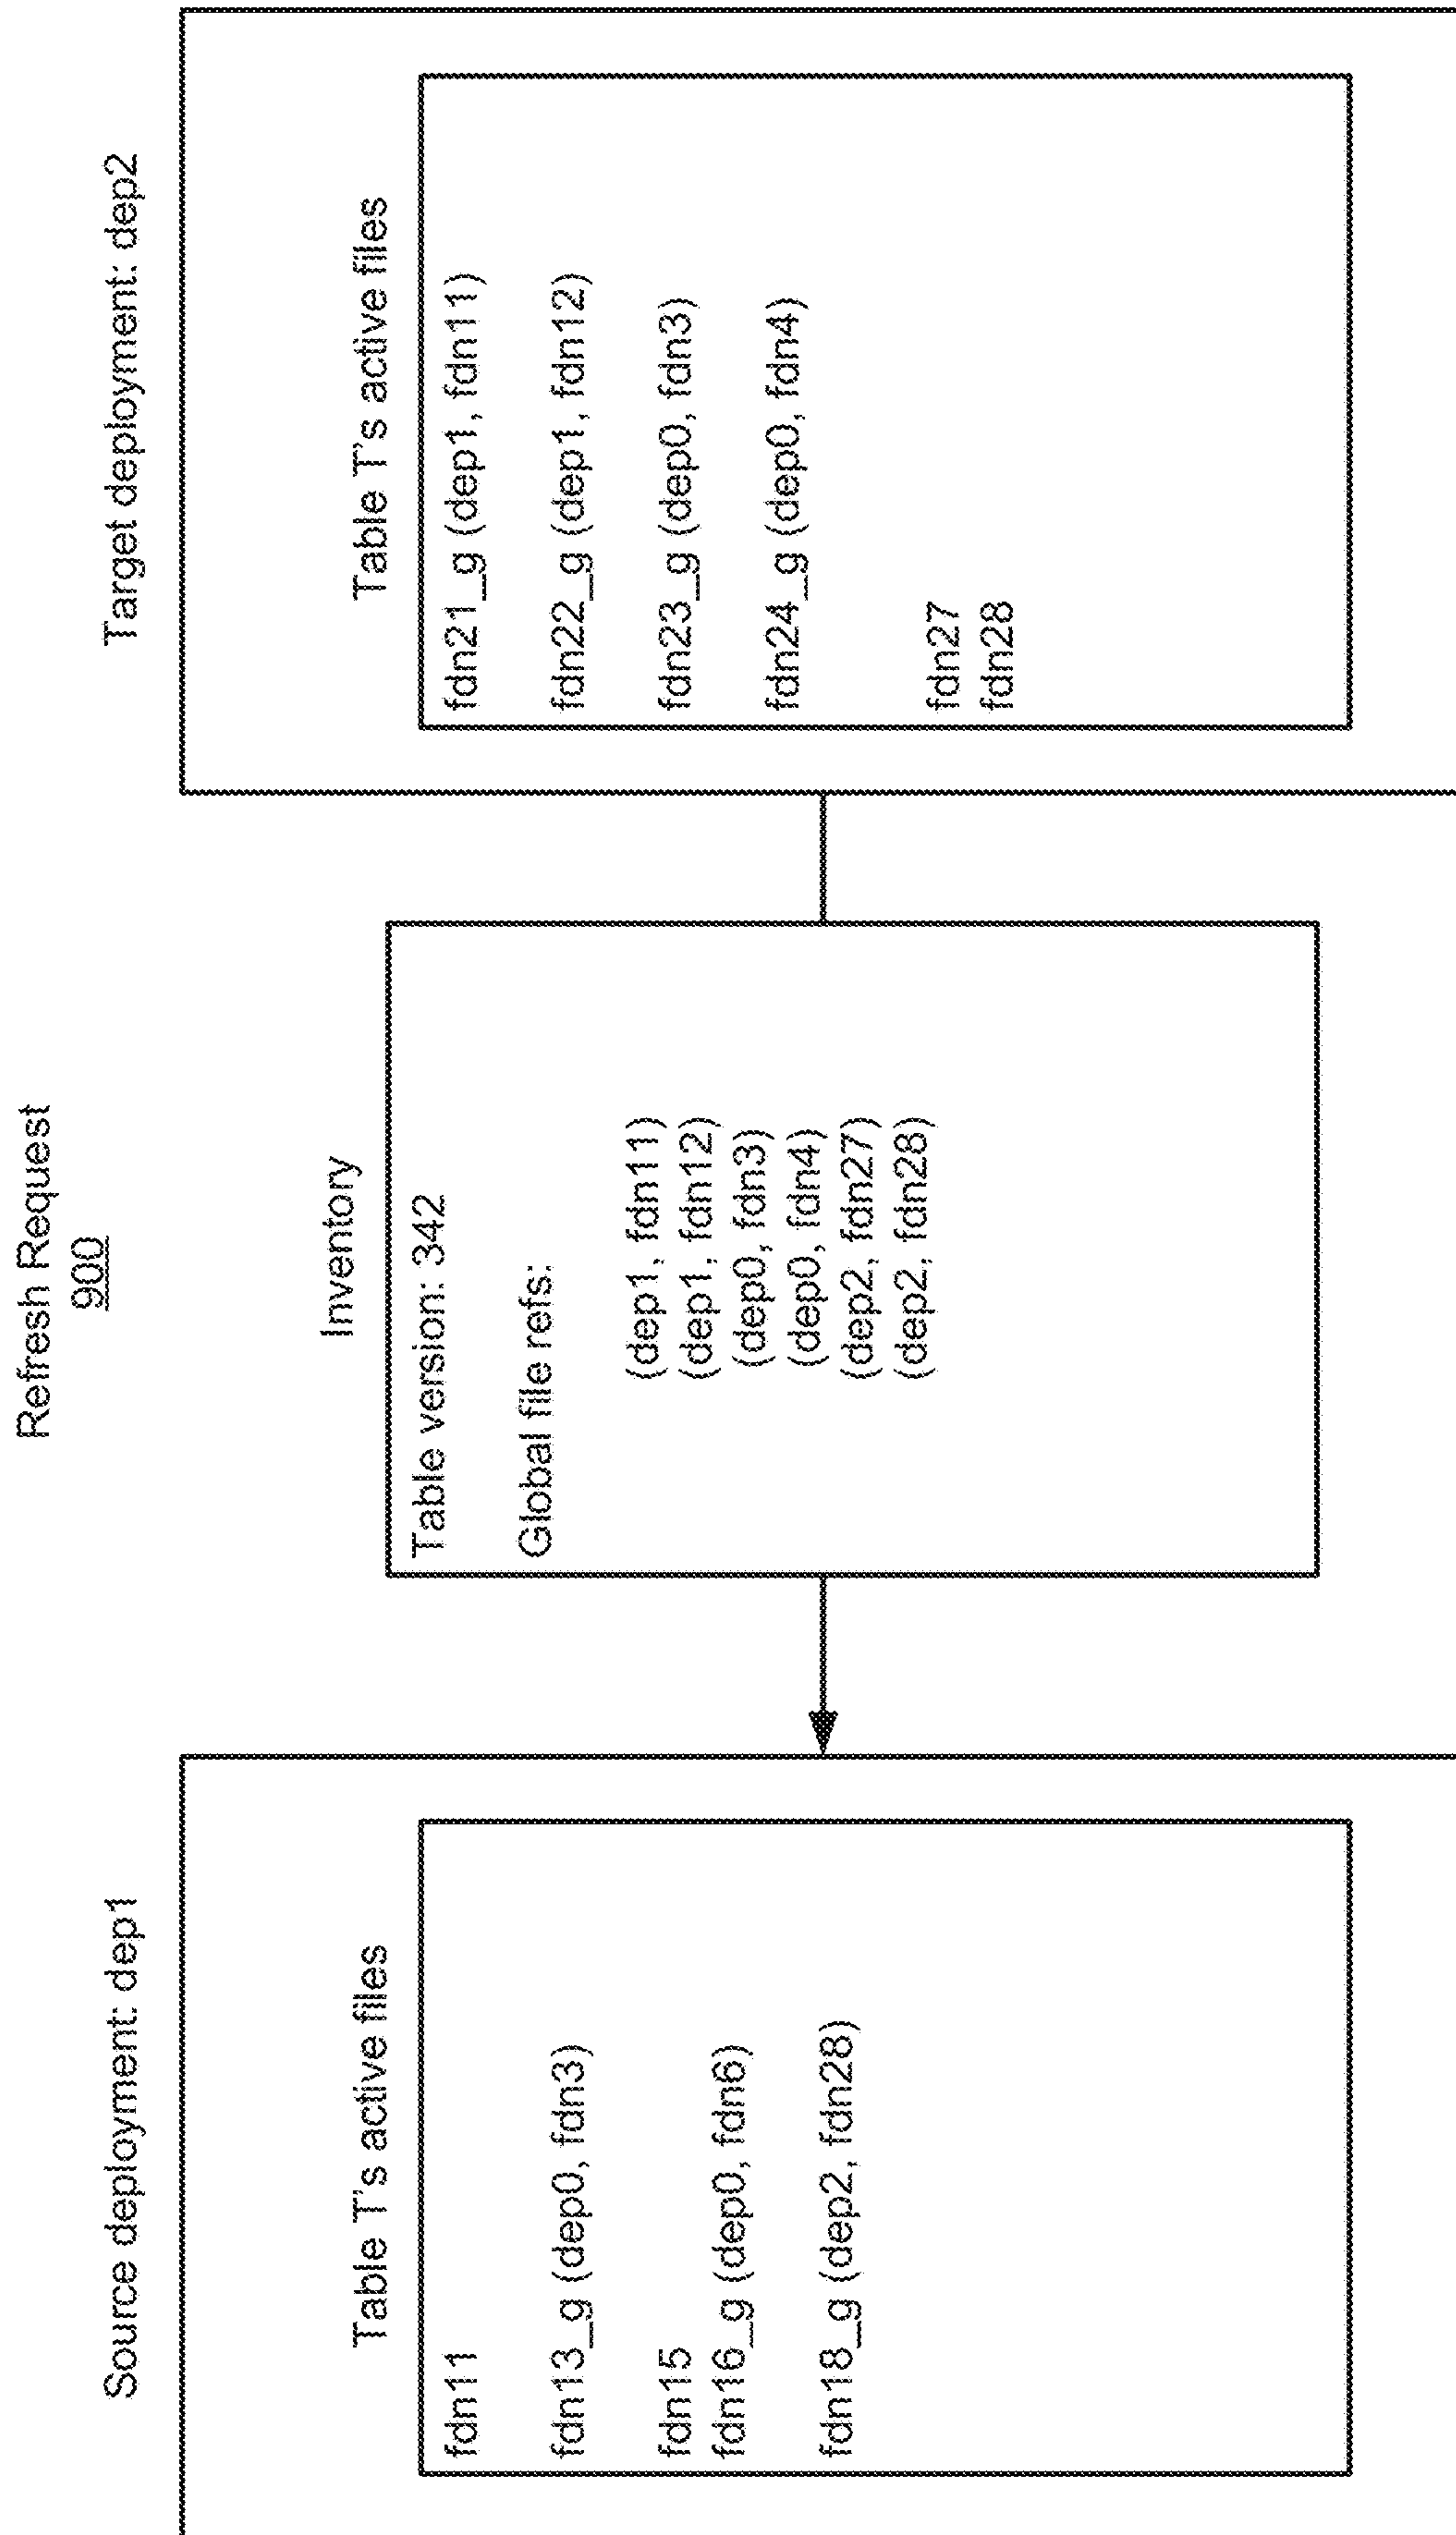 Refresh Request
900
Source deployment: dep1
Table T's active files
fdn11
fdn13_g (dep0, fdn3)
fdn15
fdn16_g (dep0, fdn6)
fdn18_g (dep2, fdn28)
Inventory
Table version: 342
Global file refs:
(dep1, fdn11)
(dep1, fdn12)
(dep0, fdn3)
(dep0, fdn4)
(dep2, fdn27)
(dep2, fdn28)
Target deployment: dep2
Table T's active files
fdn21_g (dep1, fdn11)
fdn22_g (dep1, fdn12)
fdn23_g (dep0, fdn3)
fdn24_g (dep0, fdn4)
fdn27
fdn28